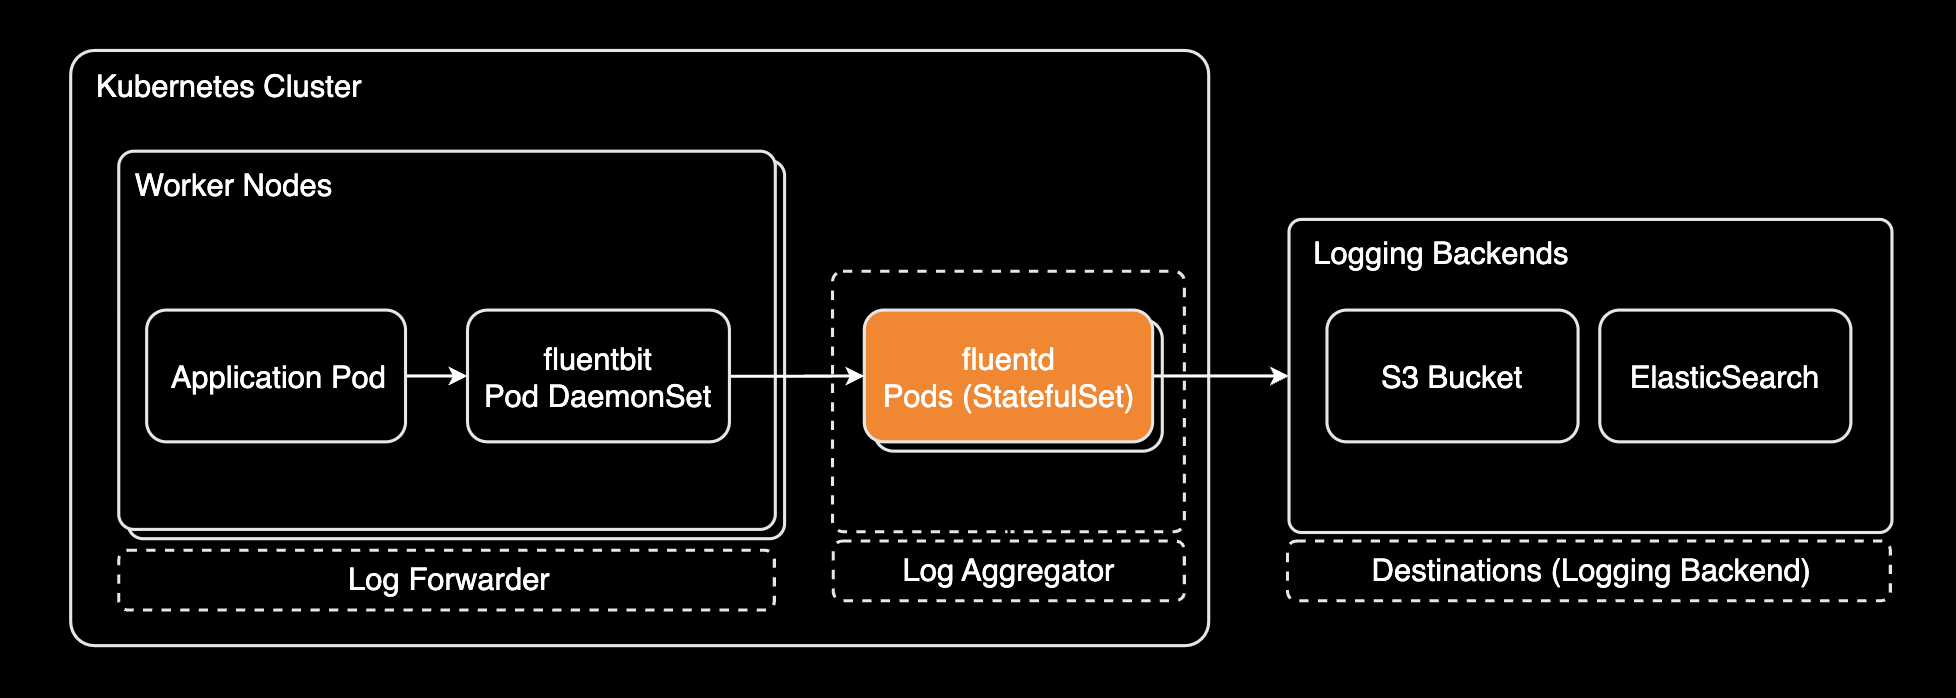 Kubernetes Cluster
Worker Nodes
Application Pod
fluentbit
Pod DaemonSet
Log Forwarder
fluentd
Pods (StatefulSet)
Log Aggregator
Logging Backends
S3 Bucket
ElasticSearch
Destinations (Logging Backend)